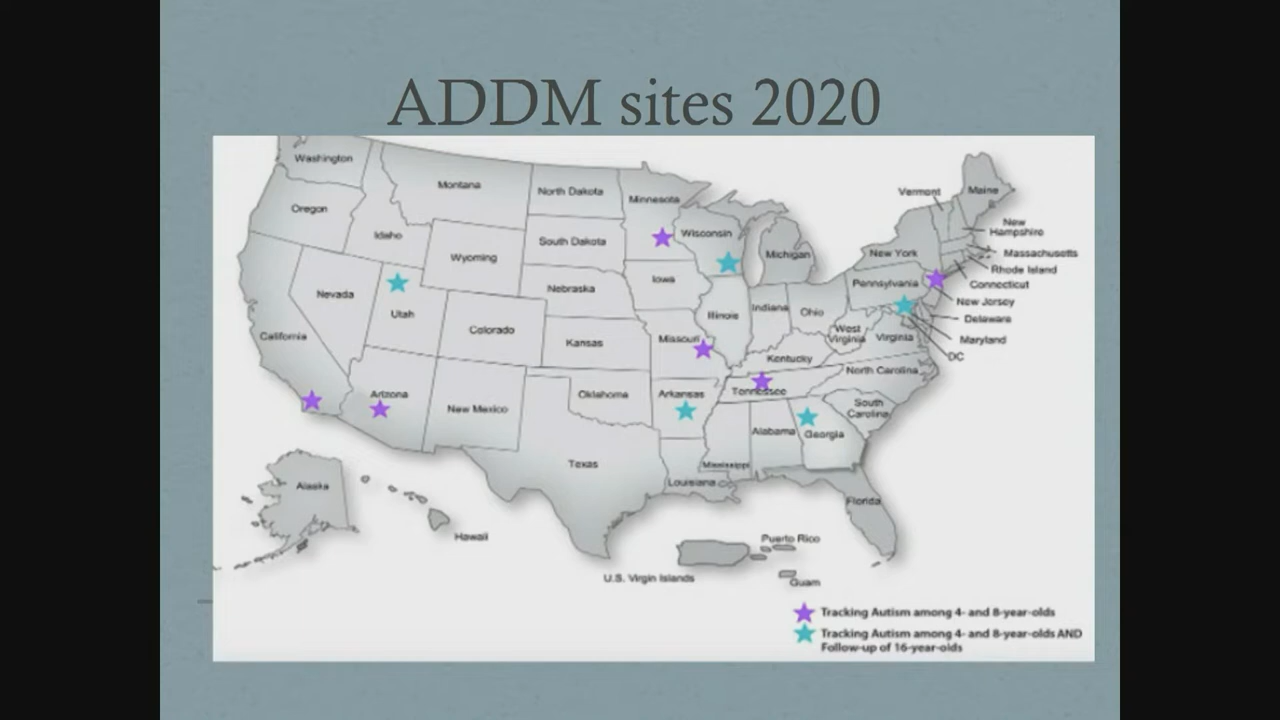 ADDM sites 2020
Washington
Montana
North Dakota
Minnesota
Vermont
Maine
Oregon
Idaho
South Dakota
Wisconsin
Michigan
New York
New
Hampshire
Massachusetts
Rhode Island
Connecticut
Wyoming
Nebraska
Iowa
Pennsylvania
New Jersey
Nevada
Utah
Colorado
Illinois
Indiana
Ohio
Delaware
California
Kansas
Missouri
West
Virginia
Virginia
Maryland
DC
Kentucky
North Carolina
Arizona
New Mexico
Oklahoma
Arkansas
Tennessee
South
Carolina
Texas
Mississippi
Alabama
Georgia
Louisiana
Florida
Alaska
Hawaii
Puerto Rico
U.S. Virgin Islands
Guam
Tracking Autism among 4- and 8-year-olds
Tracking Autism among 4- and 8-year-olds AND
Follow-up of 16-year-olds